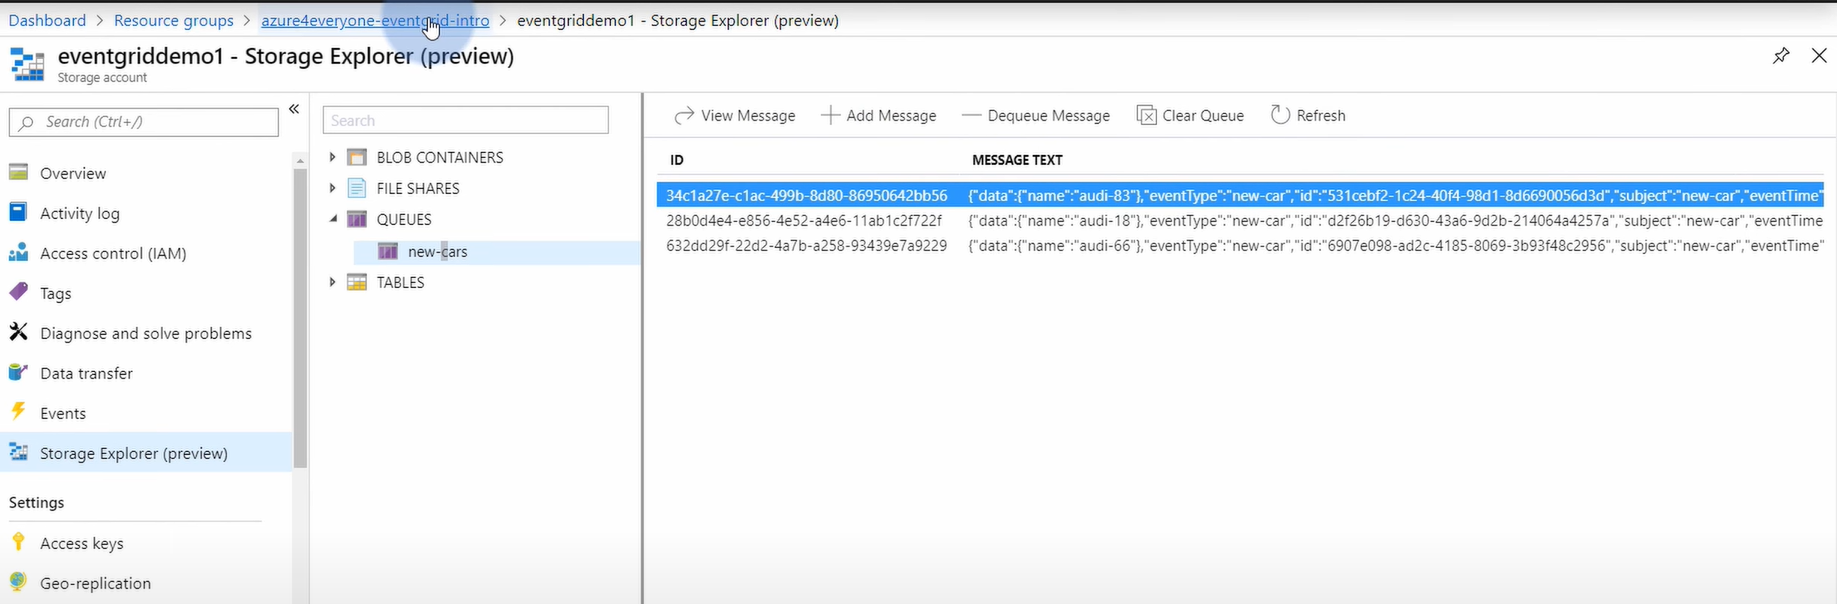 Dashboard > Resource groups > azure4everyone-eventgrid-intro > eventgriddemo1 - Storage Explorer (preview)
eventgriddemo1 - Storage Explorer (preview)
Storage account
Search (Ctrl+/)
Overview
Activity log
Access control (IAM)
Tags
Diagnose and solve problems
Data transfer
Events
Storage Explorer (preview)
Settings
Access keys
Geo-replication
Search
BLOB CONTAINERS
FILE SHARES
QUEUES
new-cars
TABLES
View Message Add Message Dequeue Message Clear Queue Refresh
ID MESSAGE TEXT
34c1a27e-c1ac-499b-8d80-86950642bb56 {"data":{"name":"audi-83"},"eventType":"new-car","id":"531cebf2-1c24-40f4-98d1-8d6690056d3d","subject":"new-car","eventTime"
28b0d4e4-e856-4e52-a4e6-11ab1c2f722f {"data":{"name":"audi-18"},"eventType":"new-car","id":"d2f26b19-d630-43a6-9d2b-214064a4257a","subject":"new-car","eventTime
632dd29f-22d2-4a7b-a258-93439e7a9229 {"data":{"name":"audi-66"},"eventType":"new-car","id":"6907e098-ad2c-4185-8069-3b93f48c2956","subject":"new-car","eventTime"